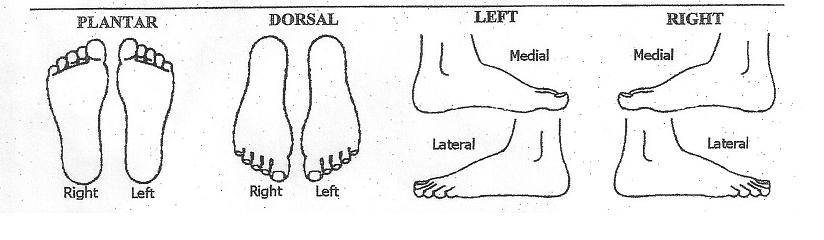 PLANTAR
Right Left
DORSAL
Right Left
LEFT
Medial
Lateral
RIGHT
Medial
Lateral